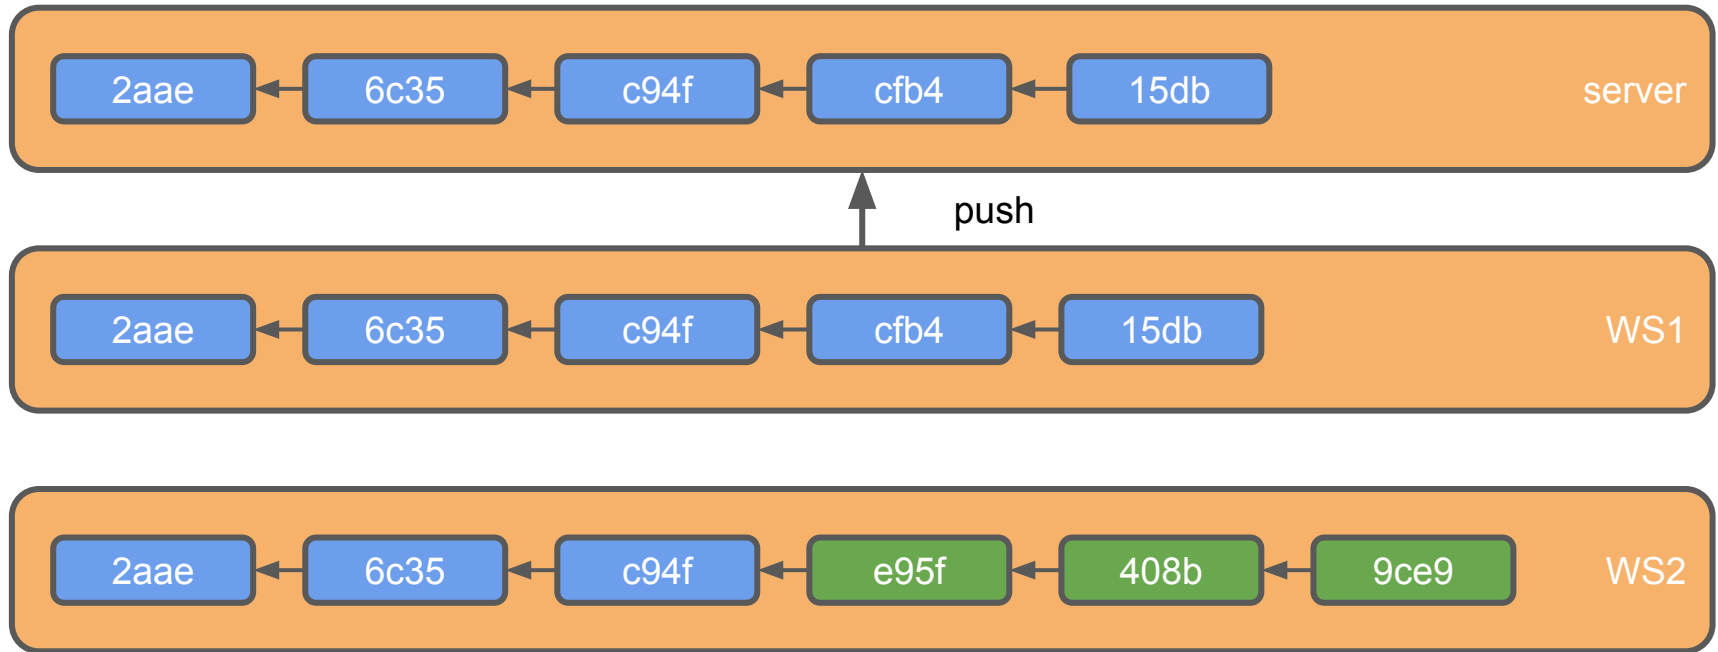 2aae 6c35 c94f cfb4 15db server
push
2aae 6c35 c94f cfb4 15db WS1
2aae 6c35 c94f e95f 408b 9ce9 WS2